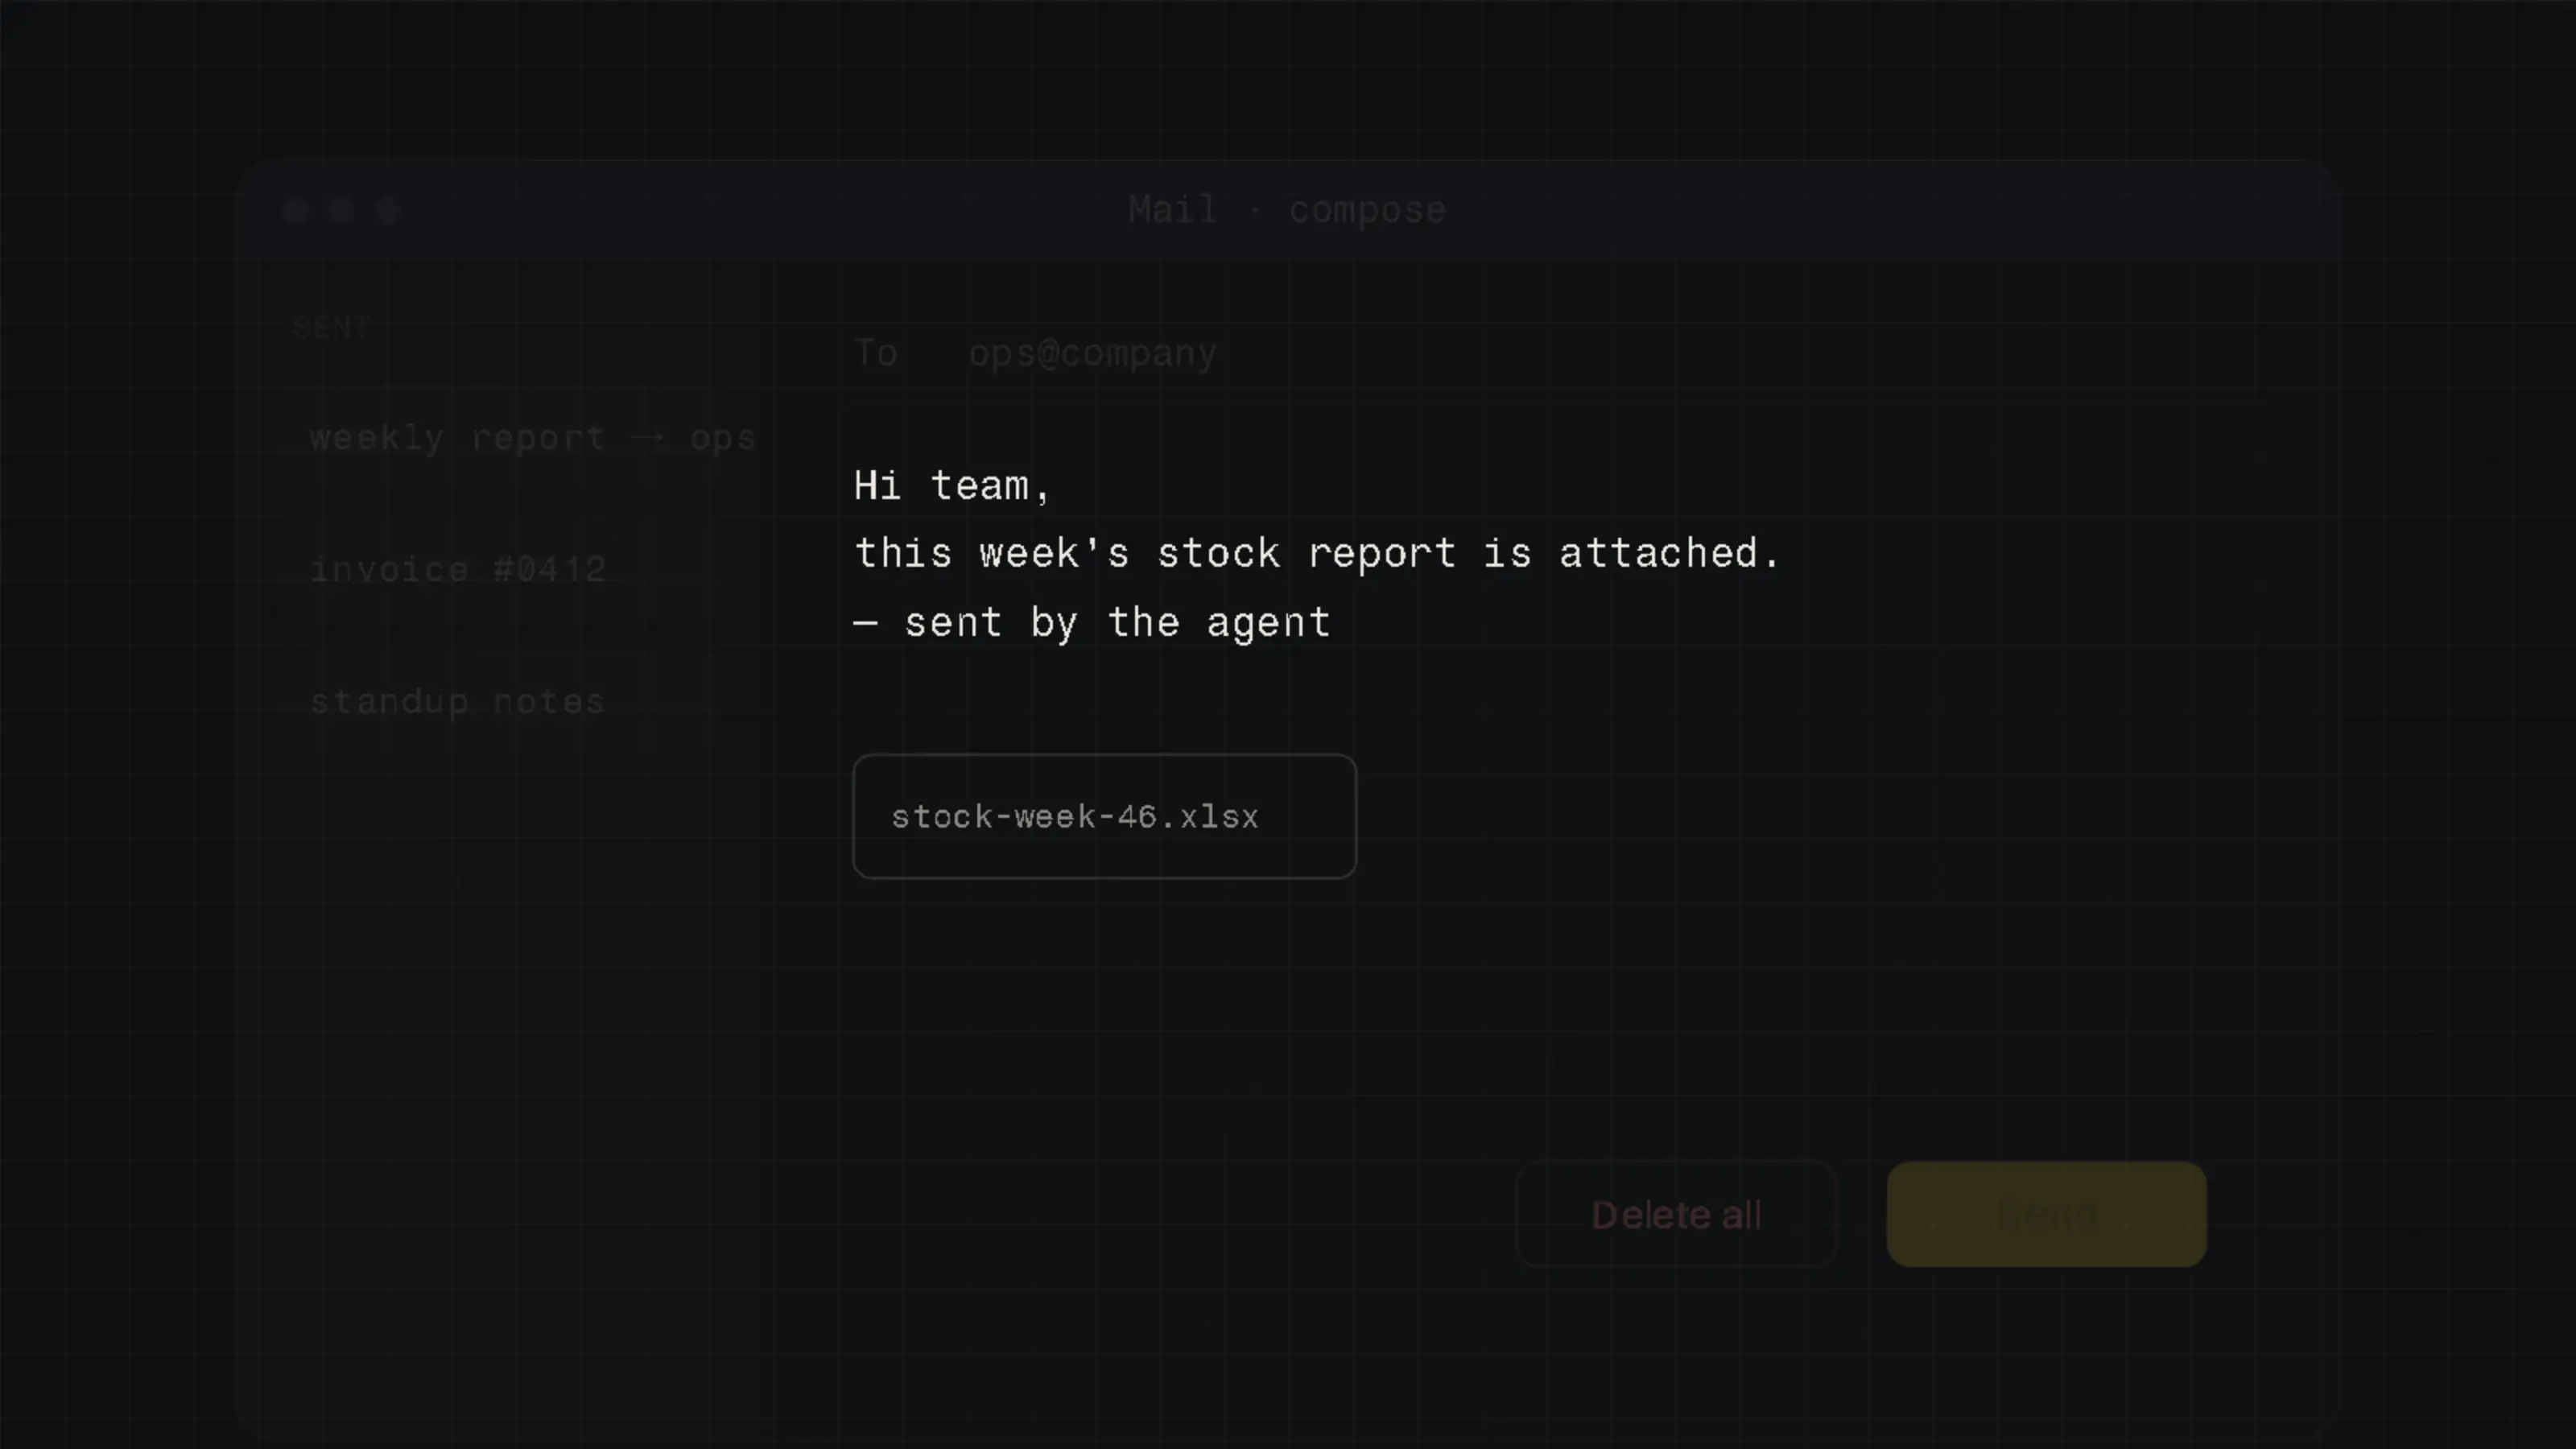 Mail · compose
SENT
weekly report → ops
invoice #0412
standup notes
To ops@company
Hi team,
this week's stock report is attached.
— sent by the agent
stock-week-46.xlsx
Delete all
Send